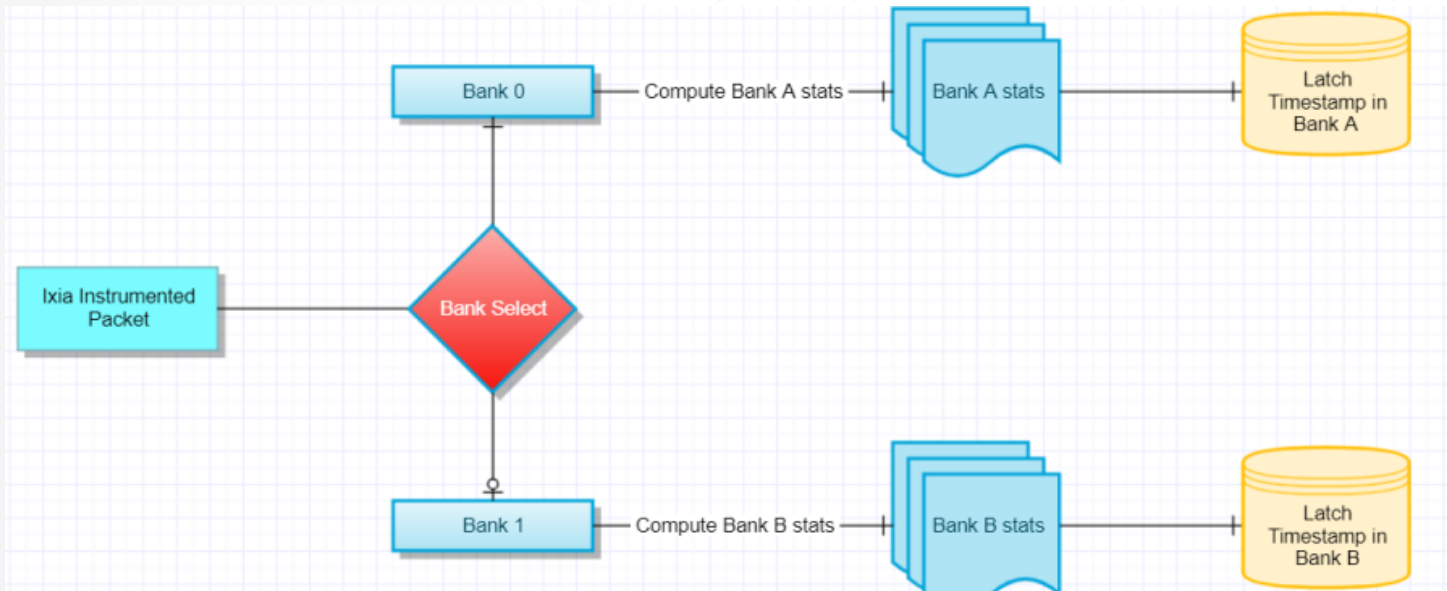 Bank 0
Compute Bank A stats
Bank A stats
Latch
Timestamp in
Bank A
Ixia Instrumented
Packet
Bank Select
Bank 1
Compute Bank B stats
Bank B stats
Latch
Timestamp in
Bank B